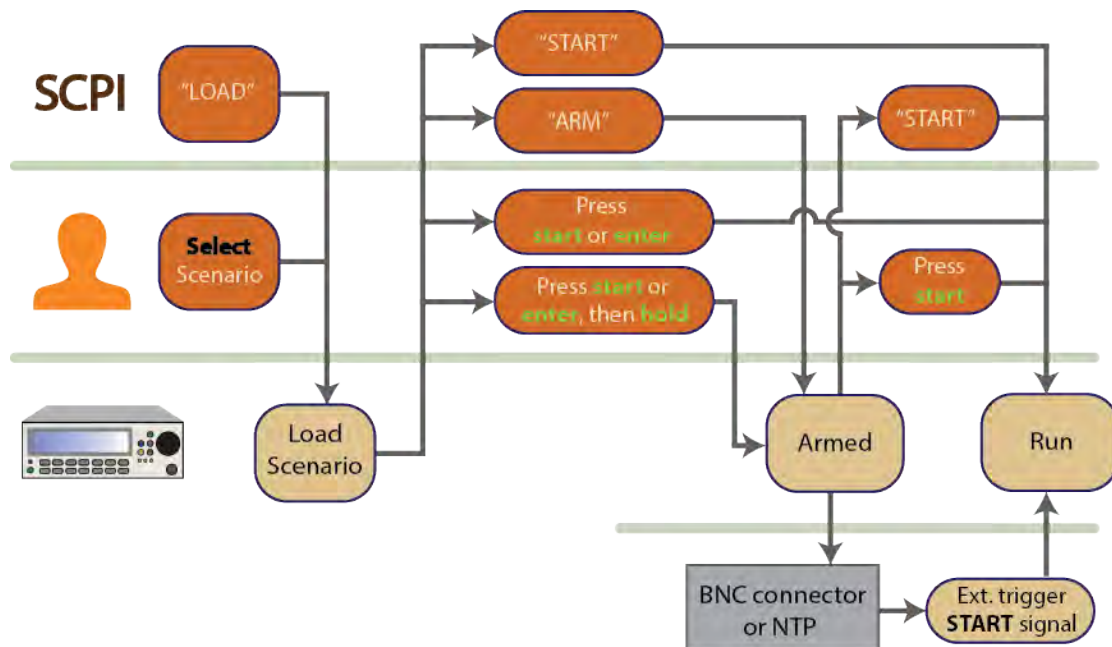 SCPI
"LOAD"
"START"
"ARM"
"START"
Select
Scenario
Press
start or enter
Press start or
enter, then hold
Press
start
Load
Scenario
Armed
Run
BNC connector
or NTP
Ext. trigger
START signal